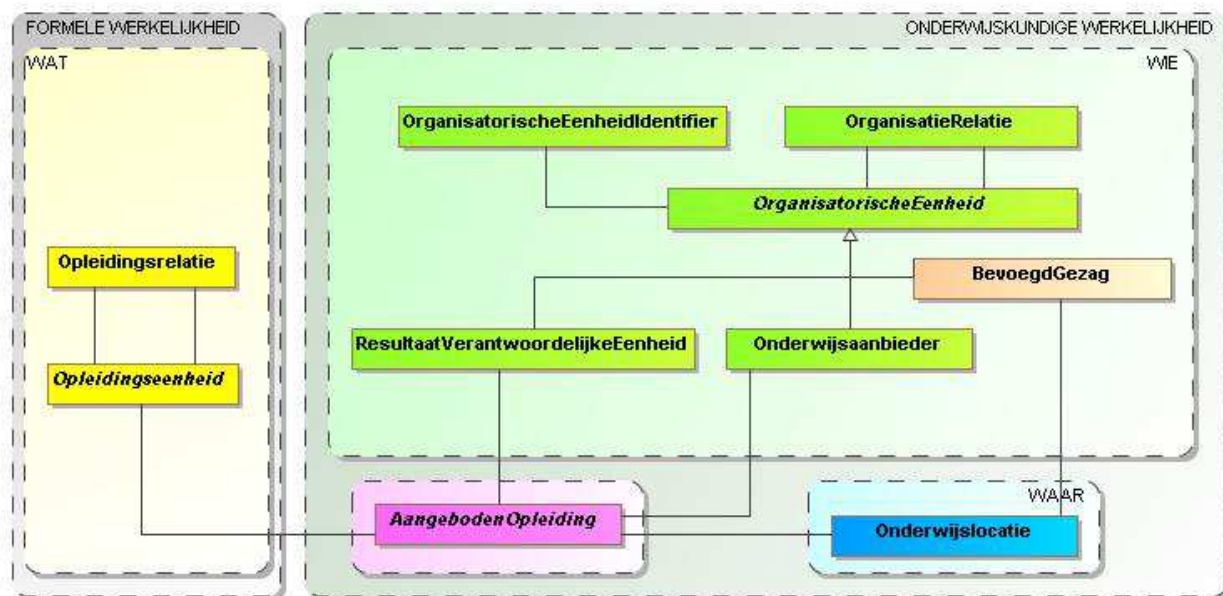 FORMELE WERKELIJKHEID
ONDERWIJSKUNDIGE WERKELIJKHEID
WAT
WIE
OrganisatorischeEenheidIdentifier
OrganisatieRelatie
OrganisatorischeEenheid
Opleidingsrelatie
BevoegdGezag
ResultaatVerantwoordelijkeEenheid
Onderwijsaanbieder
Opleidingseenheid
WAAR
AangebodenOpleiding
Onderwijslocatie